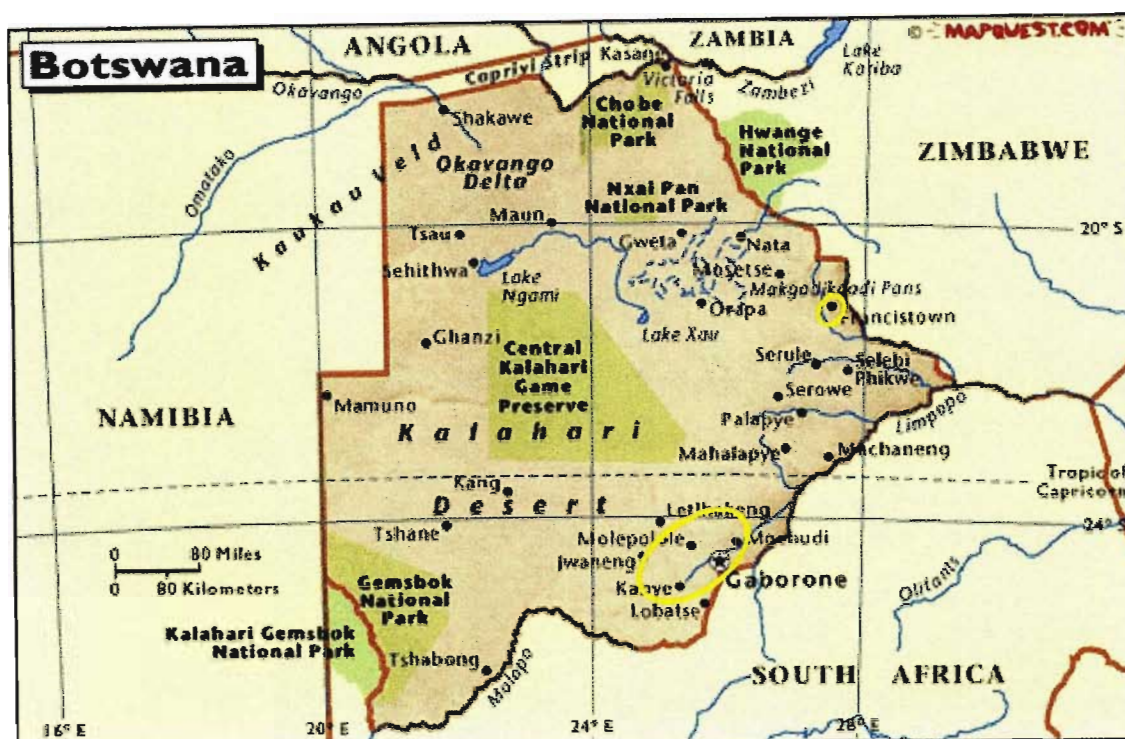 © MAPQUEST.COM
Botswana
ANGOLA
ZAMBIA
Caprivi Strip
Kasane
Lake
Kariba
Okavango
Victoria
Falls
Zambezi
Shakawe
Chobe
National
Park
Hwange
National
Park
ZIMBABWE
Omatako
Kaukau Veld
Okavango
Delta
Nxai Pan
National Park
Maun
Tsau
Gweta
Nata
20° S
Sehithwa
Lake
Ngami
Mosetse
Makgadikgadi Pans
Orapa
Francistown
Lake Xau
Ghanzi
Central
Kalahari
Game
Preserve
Serule
Selebi
Phikwe
Serowe
NAMIBIA
Mamuno
Palapye
Limpopo
Kalahari
Mahalapye
Machaneng
Kang
Desert
Tropic of
Capricorn
Letlhakeng
24° S
Tshane
Molepolole
Mochudi
Jwaneng
0 80 Miles
0 80 Kilometers
Gemsbok
National
Park
Kanye
Gaborone
Lobatse
Olifants
Kalahari Gemsbok
National Park
Tshabong
Molopo
SOUTH AFRICA
16° E
20° E
24° E
28° E